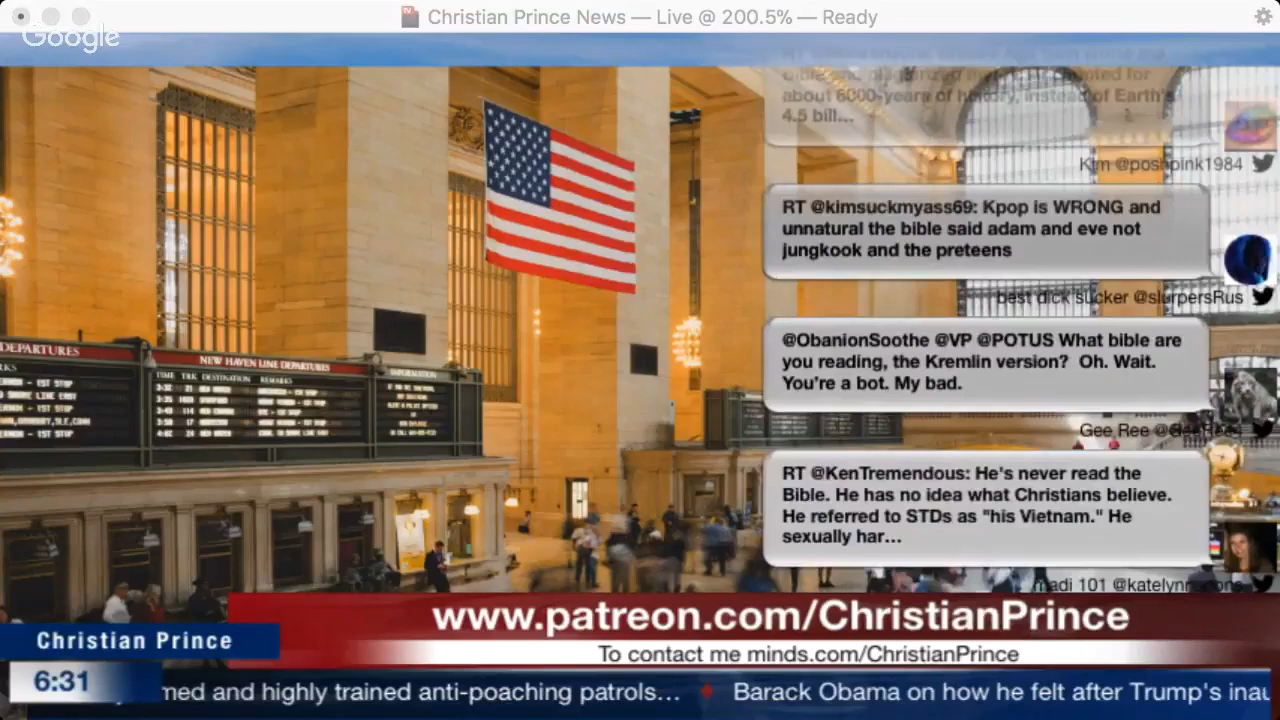 Christian Prince News — Live @ 200.5% — Ready
Google
about 6000-years of history, instead of Earth's
4.5 bill...
Kim @poshpink1984
RT @kimsuckmyass69: Kpop is WRONG and
unnatural the bible said adam and eve not
jungkook and the preteens
best dick sucker @slurpersRus
@ObanionSoothe @VP @POTUS What bible are
you reading, the Kremlin version? Oh. Wait.
You're a bot. My bad.
Gee Ree
RT @KenTremendous: He's never read the
Bible. He has no idea what Christians believe.
He referred to STDs as "his Vietnam." He
sexually har...
madi 101
DEPARTURES
NEW HAVEN LINE DEPARTURES
TIME TRK DESTINATION REMARKS
INFORMATION
www.patreon.com/ChristianPrince
To contact me minds.com/ChristianPrince
Christian Prince
6:31
med and highly trained anti-poaching patrols... Barack Obama on how he felt after Trump's inau